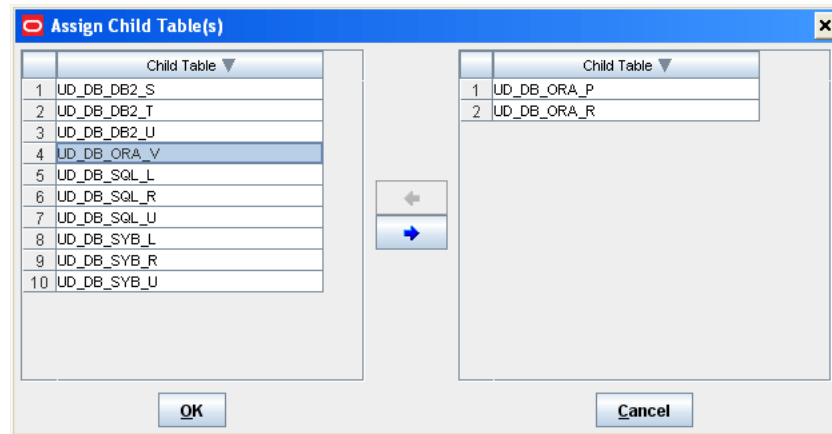 Assign Child Table(s)
Child Table
1 UD_DB_DB2_S
2 UD_DB_DB2_T
3 UD_DB_DB2_U
4 UD_DB_ORA_V
5 UD_DB_SQL_L
6 UD_DB_SQL_R
7 UD_DB_SQL_U
8 UD_DB_SYB_L
9 UD_DB_SYB_R
10 UD_DB_SYB_U
Child Table
1 UD_DB_ORA_P
2 UD_DB_ORA_R
OK
Cancel